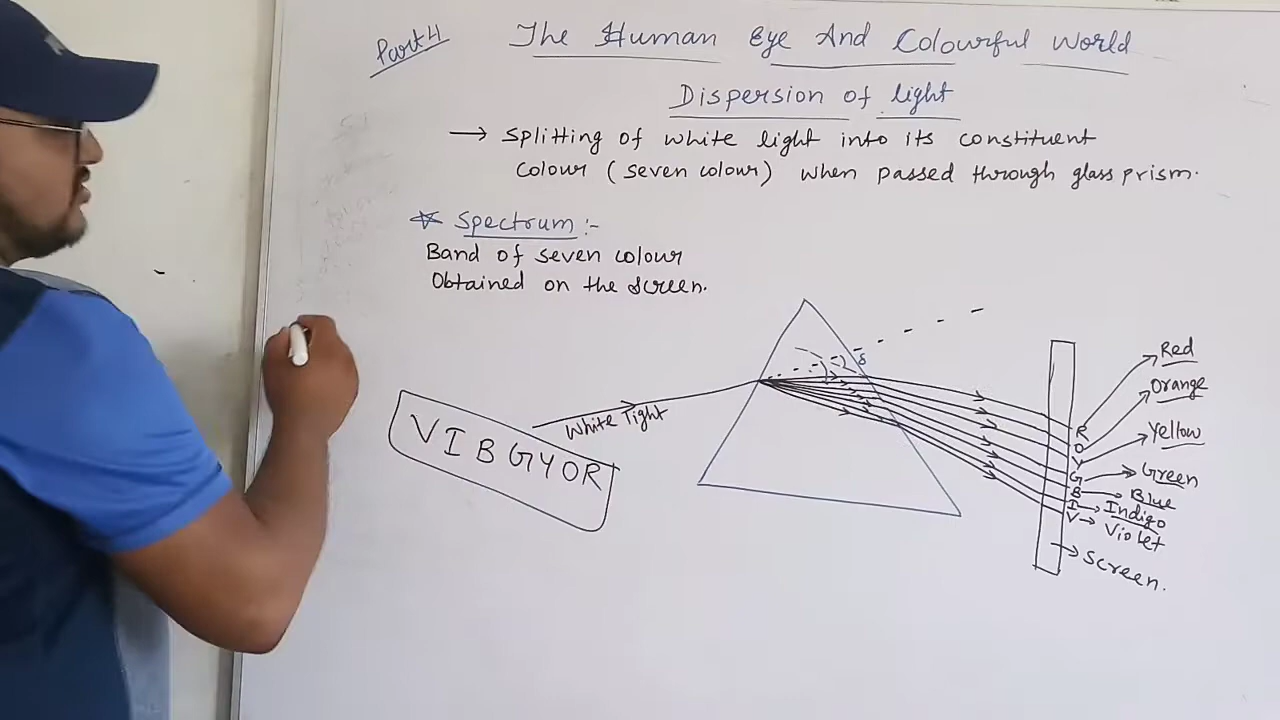 Part 4
The Human Eye And Colourful World
Dispersion of light
→ Splitting of white light into its constituent
colour (seven colour) when passed through glass prism.
☆ Spectrum :-
Band of seven colour
Obtained on the screen.
δ
White light
VIBGYOR
R
O
Y
G
B
I
V
Red
Orange
Yellow
Green
Blue
Indigo
Violet
Screen.